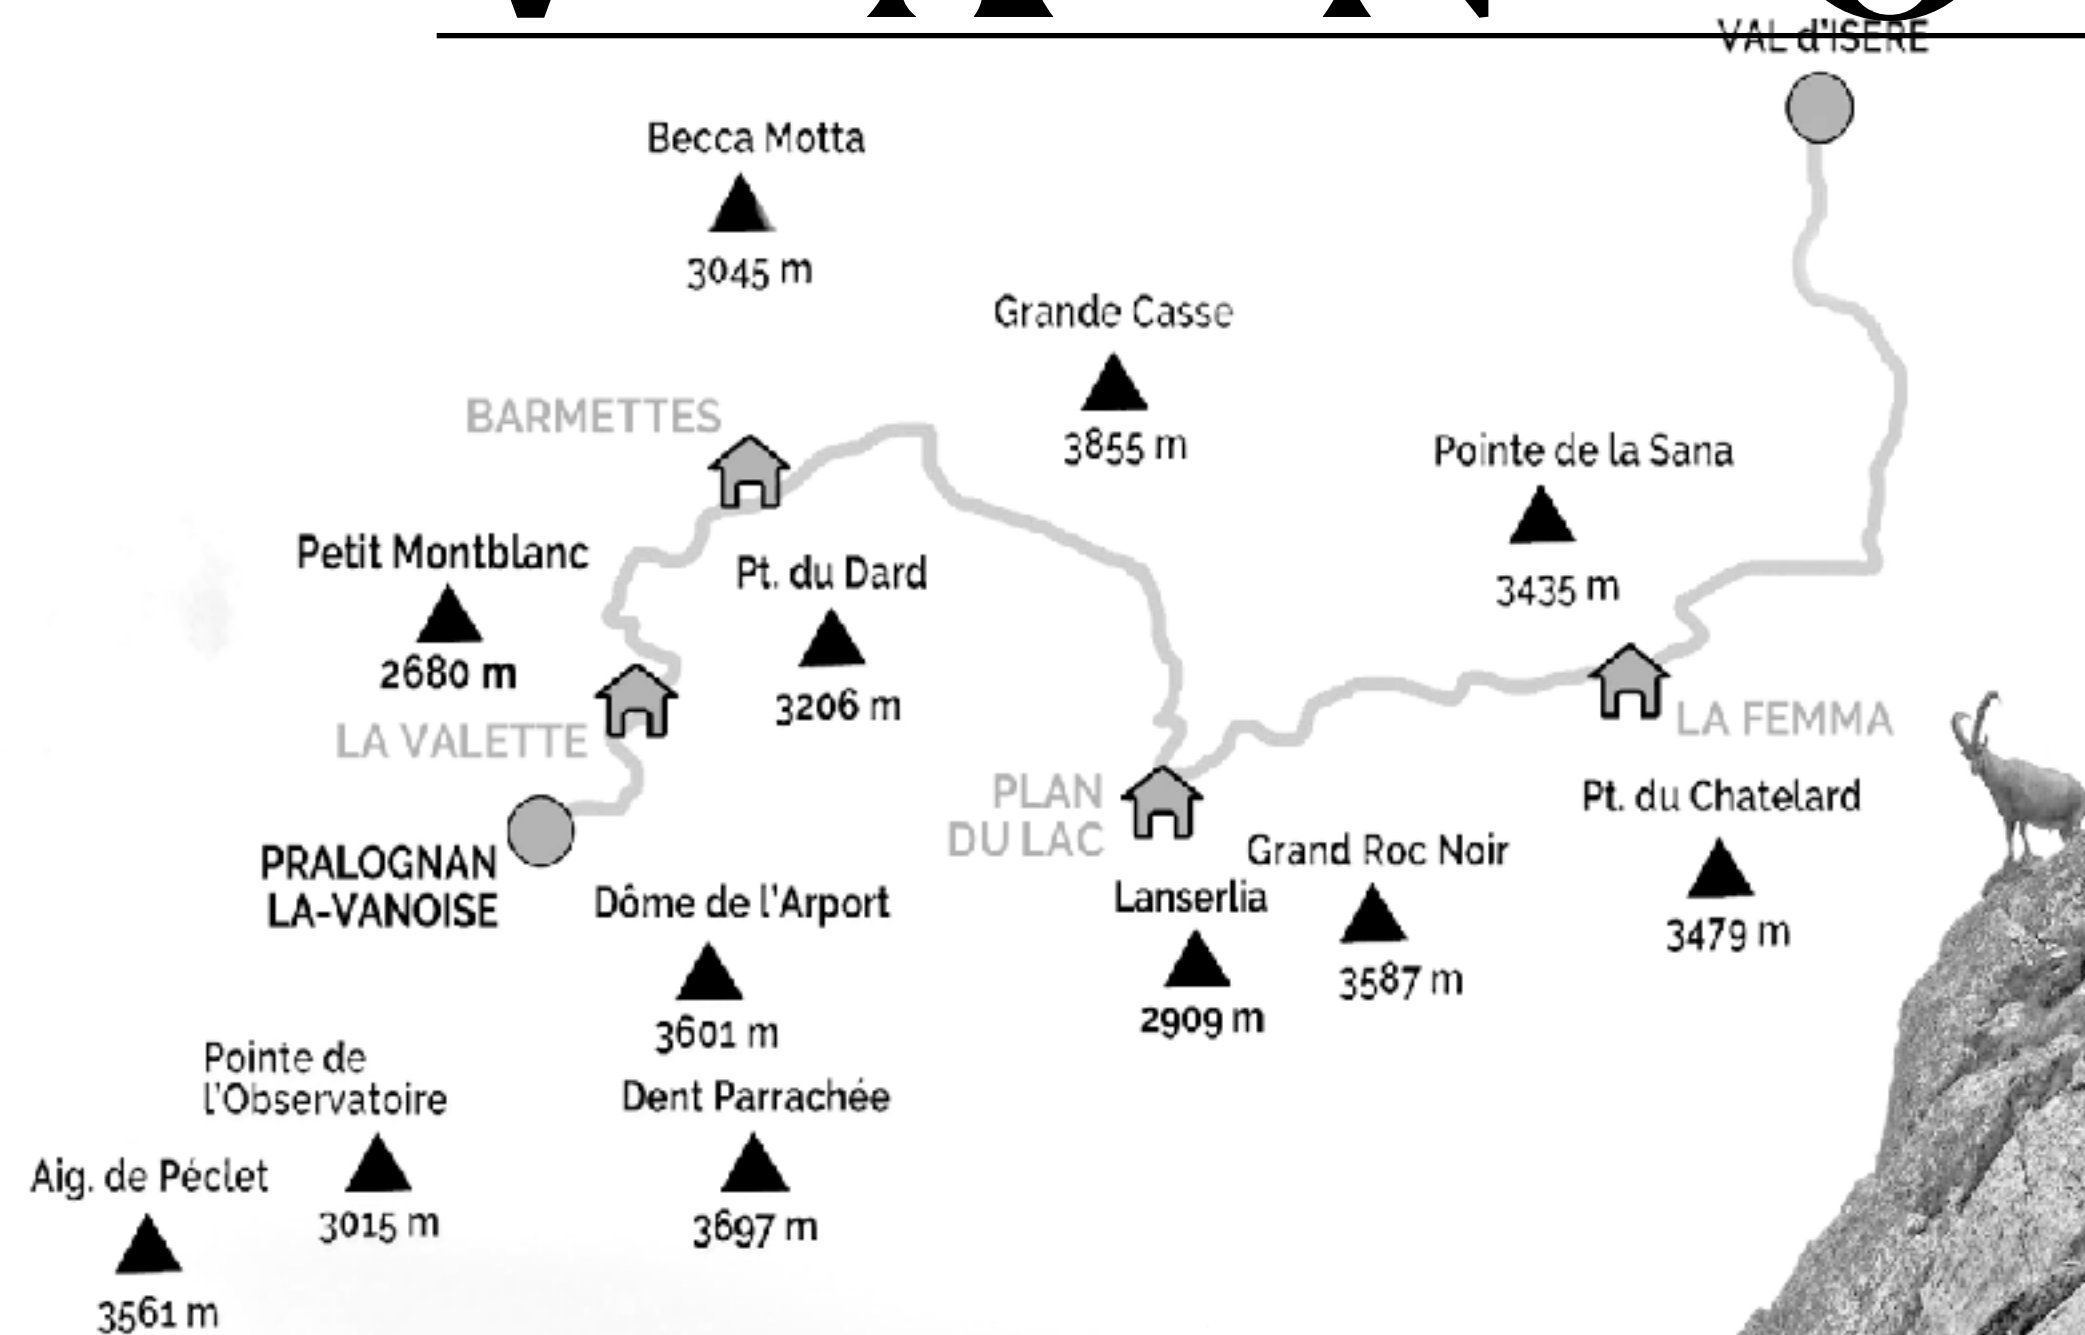 VAL d'ISERE
Becca Motta
3045 m
Grande Casse
3855 m
BARMETTES
Pointe de la Sana
3435 m
Petit Montblanc
2680 m
Pt. du Dard
3206 m
LA VALETTE
LA FEMMA
PLAN
DU LAC
Pt. du Chatelard
3479 m
Grand Roc Noir
3587 m
PRALOGNAN
LA-VANOISE
Dôme de l'Arport
3601 m
Lanserlia
2909 m
Pointe de
l'Observatoire
3015 m
Dent Parrachée
3697 m
Aig. de Péclet
3561 m